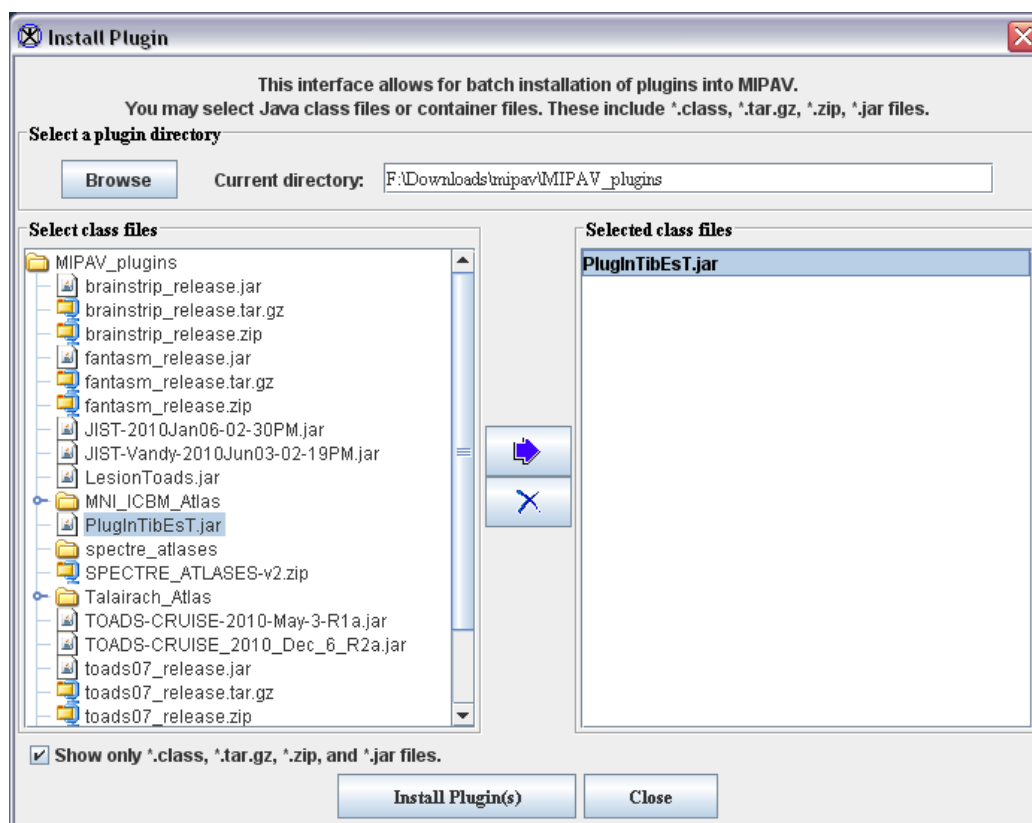 Install Plugin
This interface allows for batch installation of plugins into MIPAV.
You may select Java class files or container files. These include *.class, *.tar.gz, *.zip, *.jar files.
Select a plugin directory
Browse
Current directory:
F:\Downloads\mipav\MIPAV_plugins
Select class files
MIPAV_plugins
brainstrip_release.jar
brainstrip_release.tar.gz
brainstrip_release.zip
fantasm_release.jar
fantasm_release.tar.gz
fantasm_release.zip
JIST-2010Jan06-02-30PM.jar
JIST-Vandy-2010Jun03-02-19PM.jar
LesionToads.jar
MNI_ICBM_Atlas
PlugInTibEsT.jar
spectre_atlases
SPECTRE_ATLASES-v2.zip
Talairach_Atlas
TOADS-CRUISE-2010-May-3-R1a.jar
TOADS-CRUISE_2010_Dec_6_R2a.jar
toads07_release.jar
toads07_release.tar.gz
toads07_release.zip
Selected class files
PlugInTibEsT.jar
Show only *.class, *.tar.gz, *.zip, and *.jar files.
Install Plugin(s)
Close